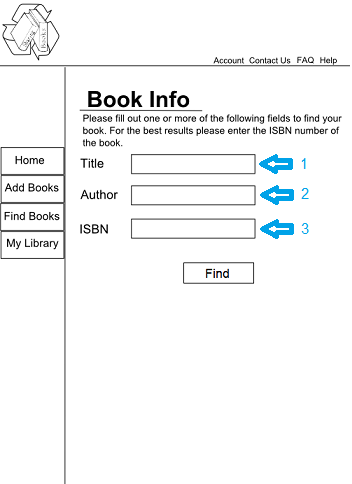 Account Contact Us FAQ Help
Book Info
Please fill out one or more of the following fields to find your
book. For the best results please enter the ISBN number of
the book.
Home
Add Books
Find Books
My Library
Title 1
Author 2
ISBN 3
Find